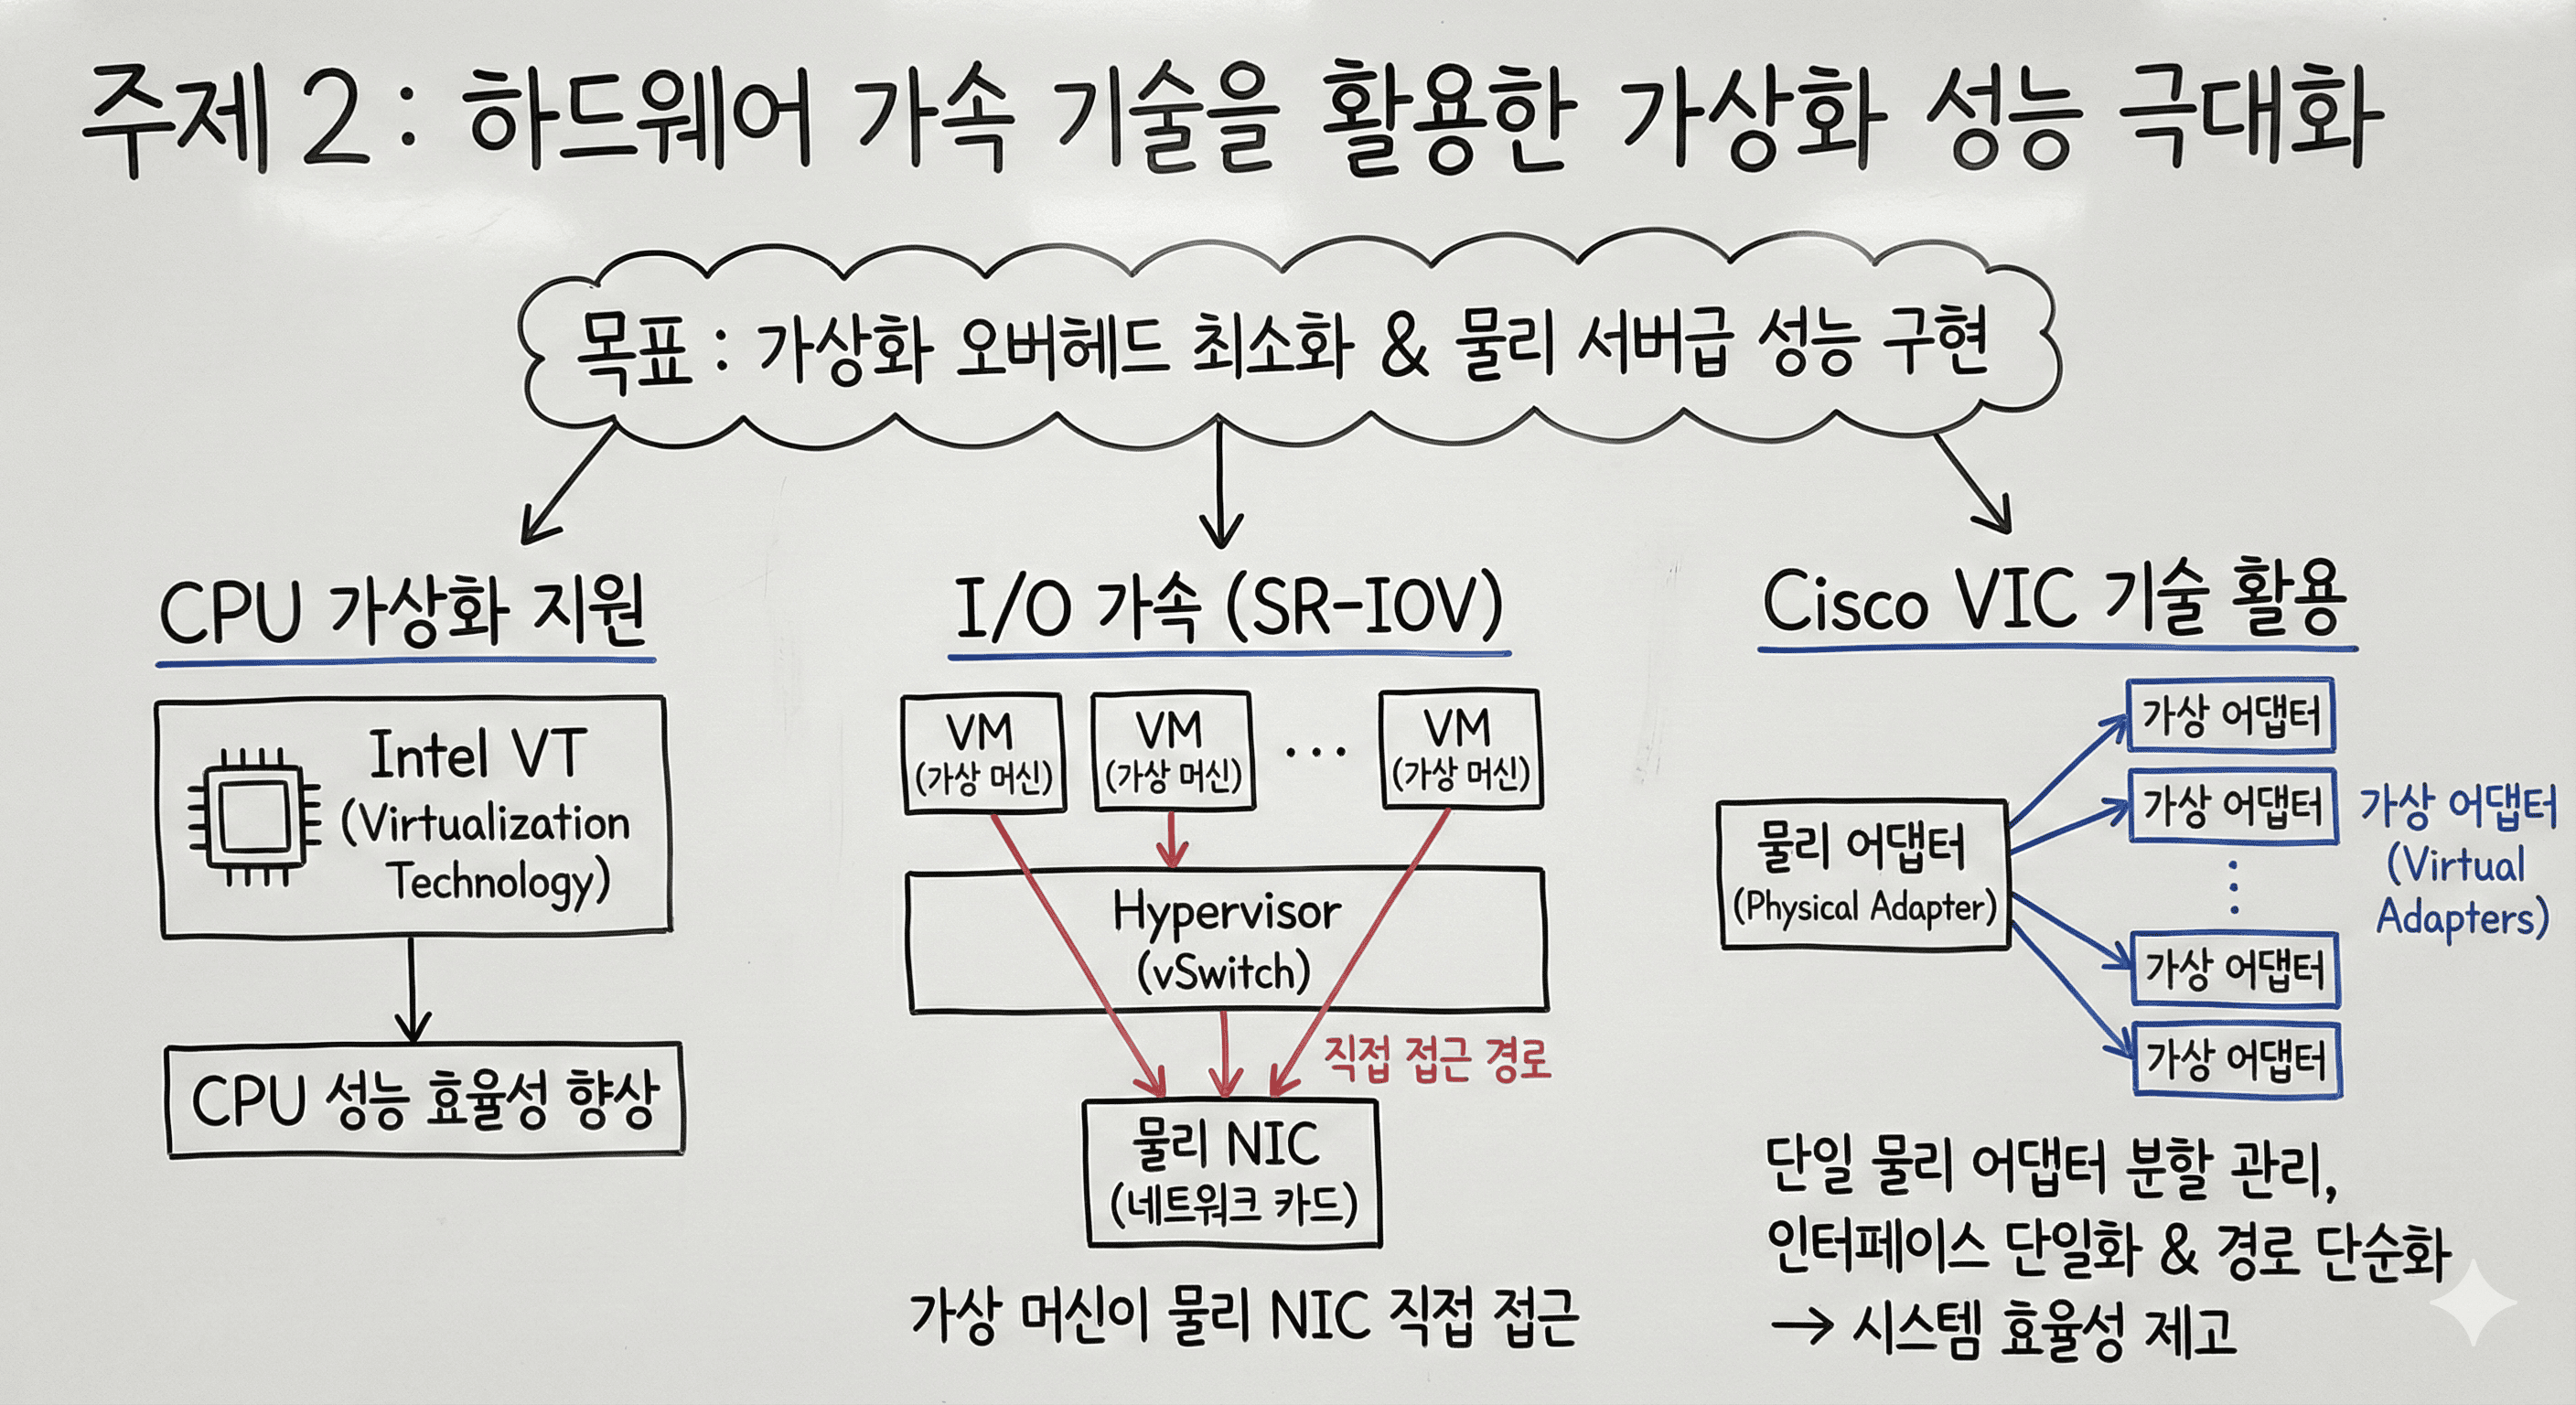 주제 2 : 하드웨어 가속 기술을 활용한 가상화 성능 극대화
목표 : 가상화 오버헤드 최소화 & 물리 서버급 성능 구현
CPU 가상화 지원
Intel VT
(Virtualization
Technology)
CPU 성능 효율성 향상
I/O 가속 (SR-IOV)
VM
(가상 머신)
VM
(가상 머신)
...
VM
(가상 머신)
Hypervisor
(vSwitch)
직접 접근 경로
물리 NIC
(네트워크 카드)
가상 머신이 물리 NIC 직접 접근
Cisco VIC 기술 활용
물리 어댑터
(Physical Adapter)
가상 어댑터
가상 어댑터
가상 어댑터
가상 어댑터
가상 어댑터
(Virtual
Adapters)
단일 물리 어댑터 분할 관리,
인터페이스 단일화 & 경로 단순화
→ 시스템 효율성 제고